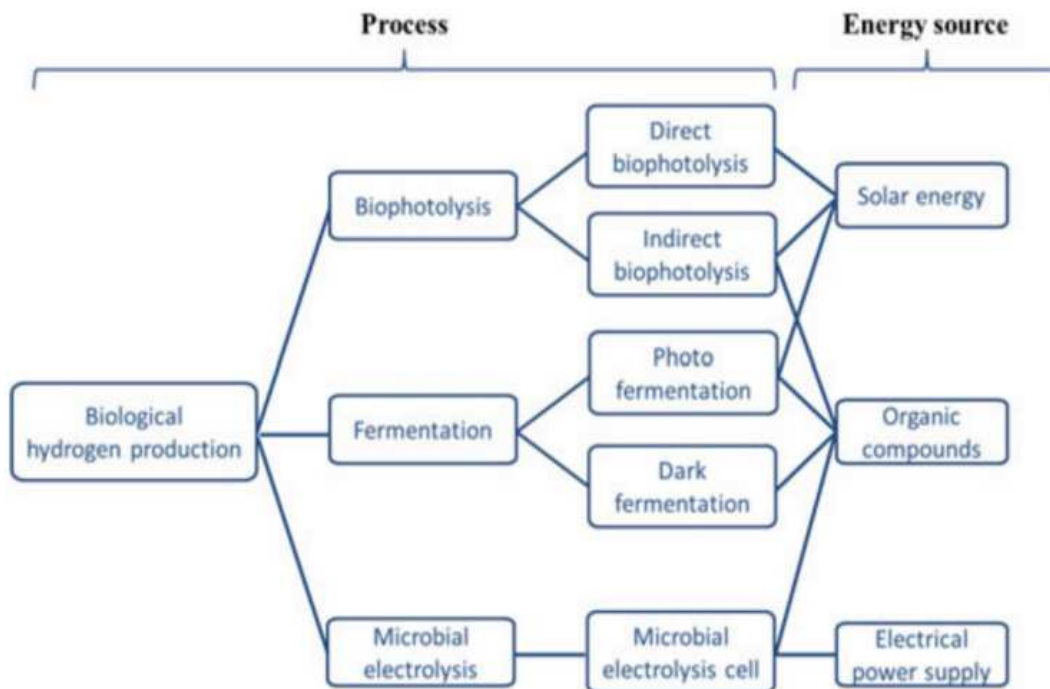 Process
Energy source
Direct
biophotolysis
Biophotolysis
Solar energy
Indirect
biophotolysis
Photo
fermentation
Biological
hydrogen production
Fermentation
Organic
compounds
Dark
fermentation
Microbial
electrolysis
Microbial
electrolysis cell
Electrical
power supply